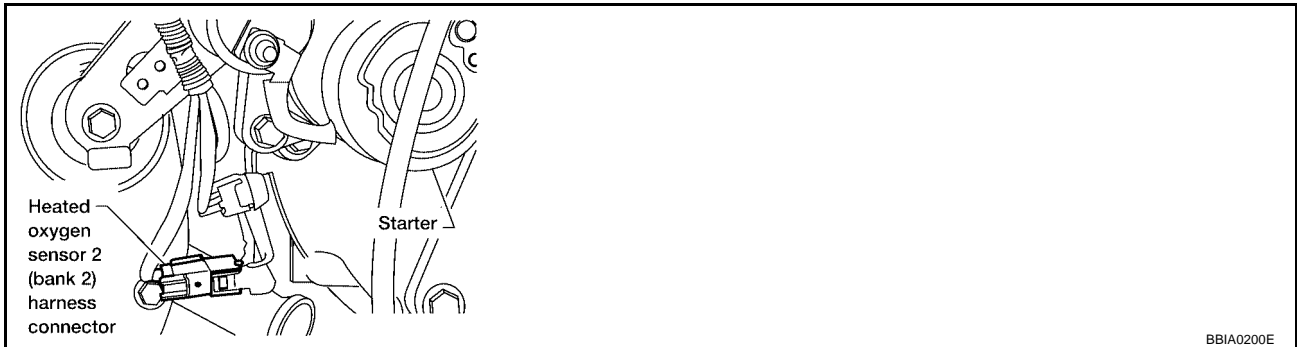 Heated
oxygen
sensor 2
(bank 2)
harness
connector
Starter
BBIA0200E